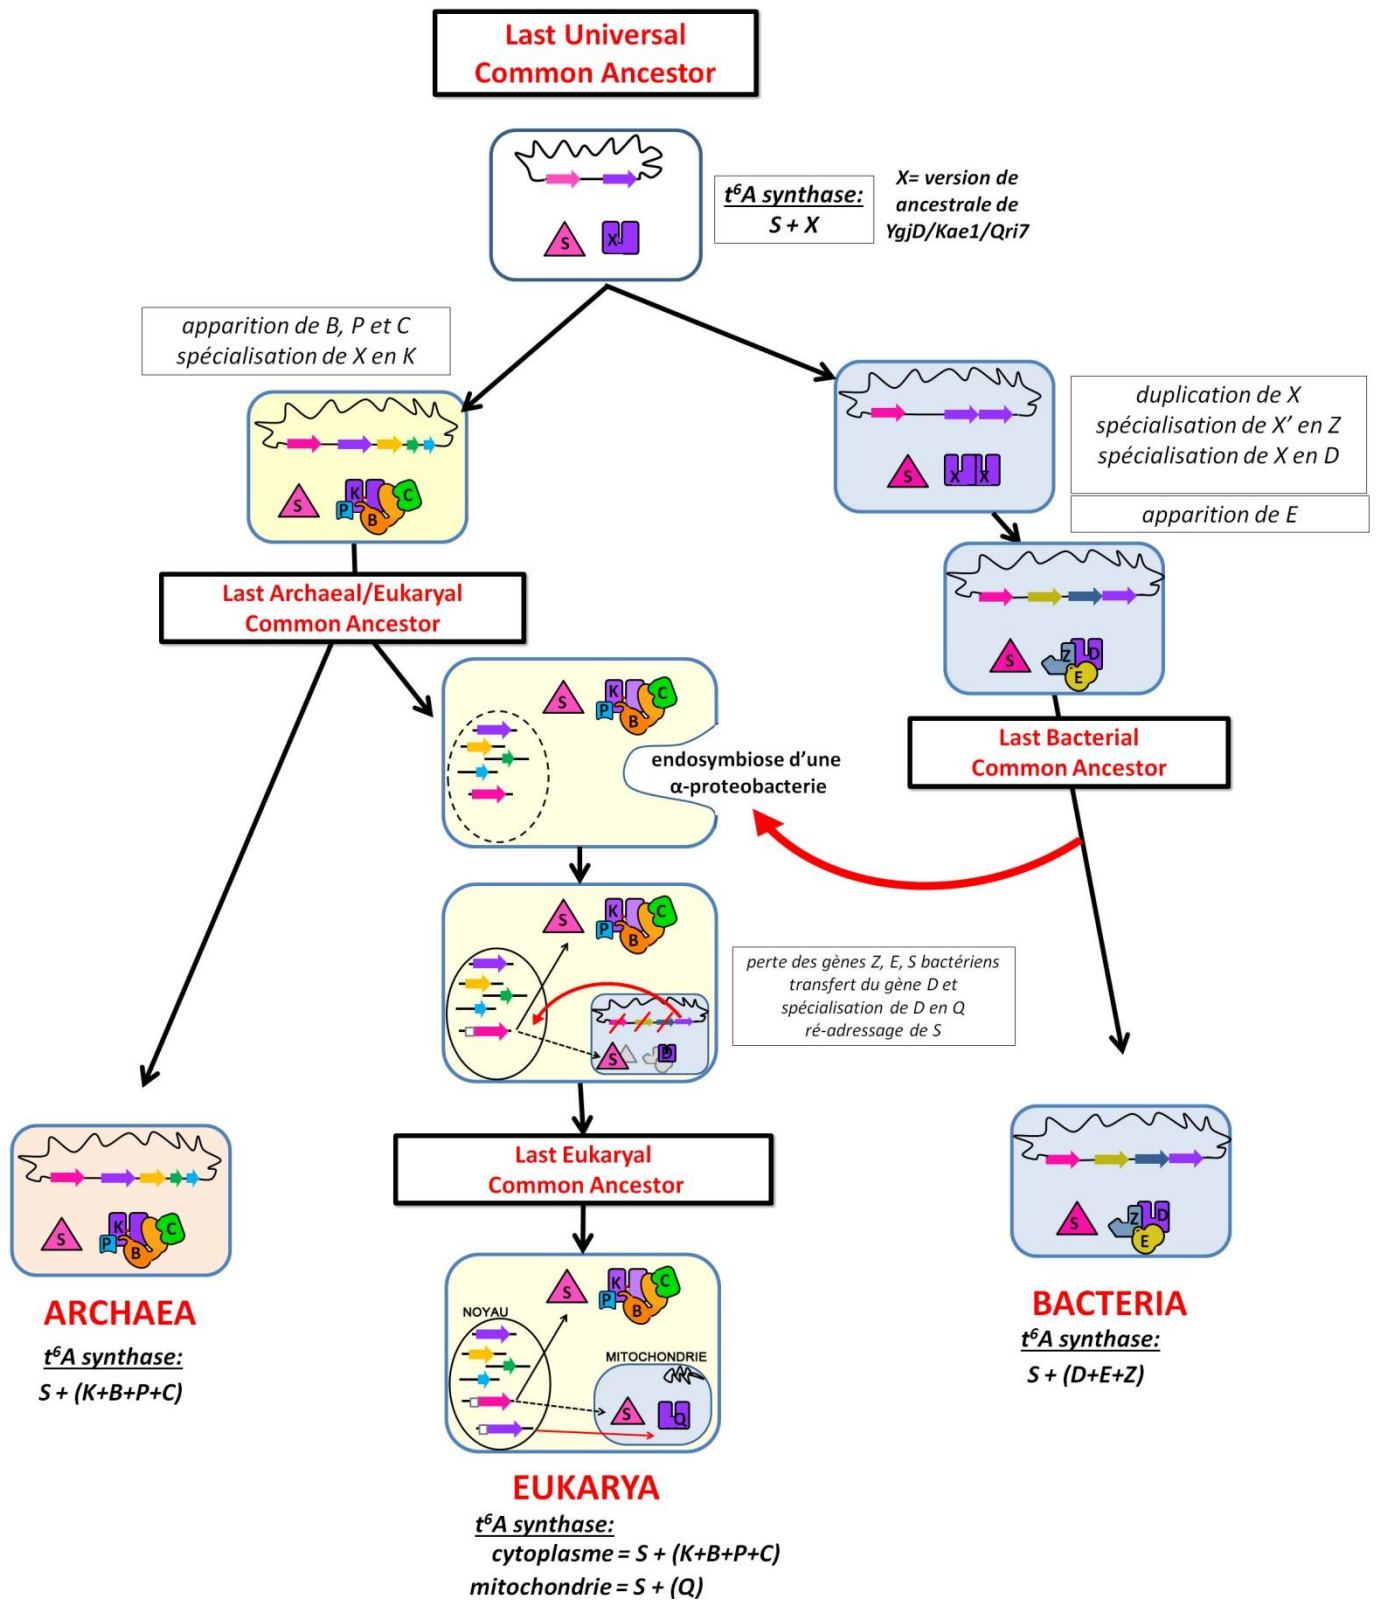 Last Universal
Common Ancestor
S
X
t⁶A synthase:
S + X
X= version de
ancestrale de
YgjD/Kae1/Qri7
apparition de B, P et C
spécialisation de X en K
S
K
P
B
C
S
X
X
duplication de X
spécialisation de X’ en Z
spécialisation de X en D
apparition de E
Last Archaeal/Eukaryal
Common Ancestor
S
Z
D
E
S
K
P
B
C
endosymbiose d’une
α-proteobacterie
Last Bacterial
Common Ancestor
S
K
P
B
C
S
D
perte des gènes Z, E, S bactériens
transfert du gène D et
spécialisation de D en Q
ré-adressage de S
Last Eukaryal
Common Ancestor
S
K
P
B
C
ARCHAEA
t⁶A synthase:
S + (K+B+P+C)
S
K
P
B
C
NOYAU
MITOCHONDRIE
S
Q
EUKARYA
t⁶A synthase:
cytoplasme = S + (K+B+P+C)
mitochondrie = S + (Q)
S
Z
D
E
BACTERIA
t⁶A synthase:
S + (D+E+Z)